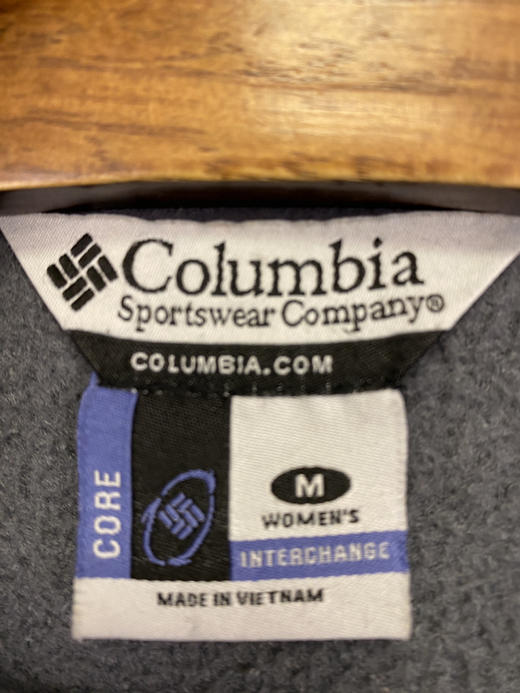 Columbia
Sportswear Company®
COLUMBIA.COM
CORE
M
WOMEN'S
INTERCHANGE
MADE IN VIETNAM